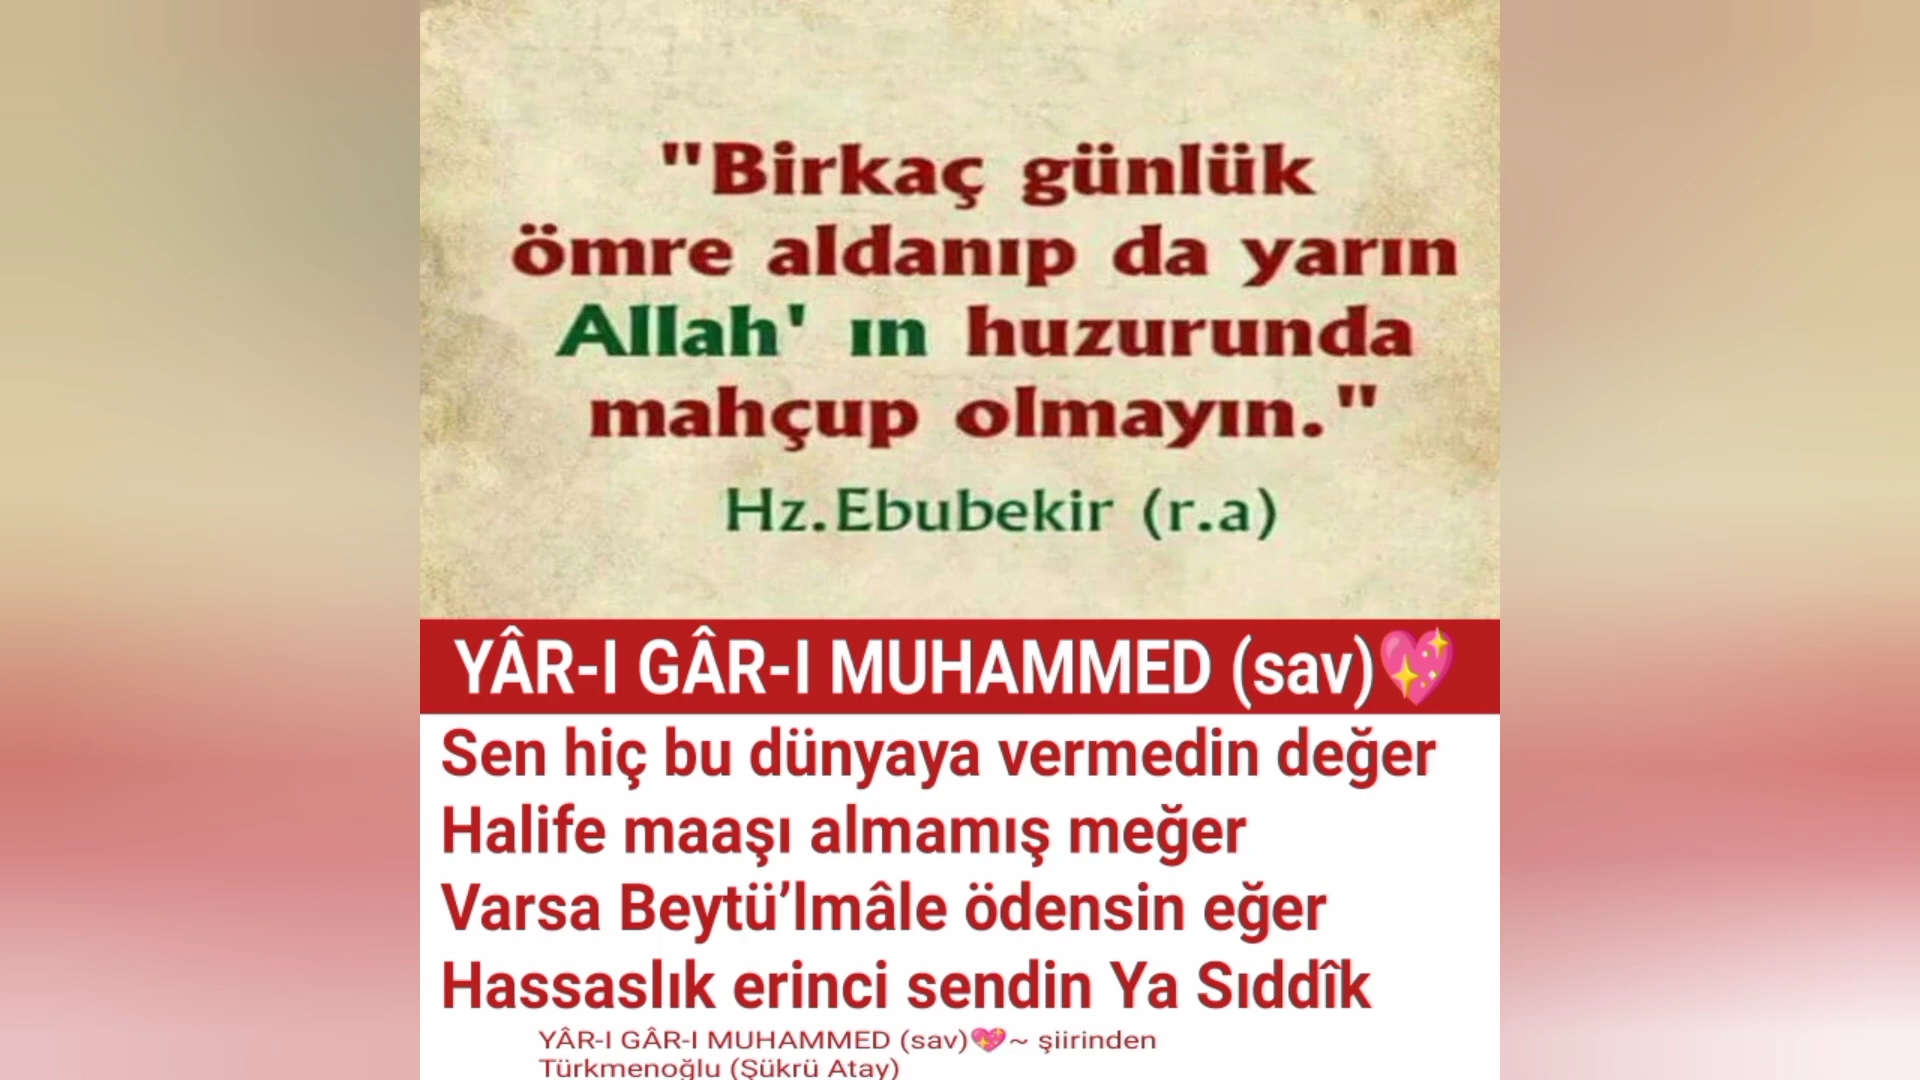 "Birkaç günlük
ömre aldanıp da yarın
Allah' ın huzurunda
mahçup olmayın."
Hz.Ebubekir (r.a)
YÂR-I GÂR-I MUHAMMED (sav)💖
Sen hiç bu dünyaya vermedin değer
Halife maaşı almamış meğer
Varsa Beytü’lmâle ödensin eğer
Hassaslık erinci sendin Ya Sıddîk
YÂR-I GÂR-I MUHAMMED (sav)💖~ şiirinden
Türkmenoğlu (Şükrü Atay)